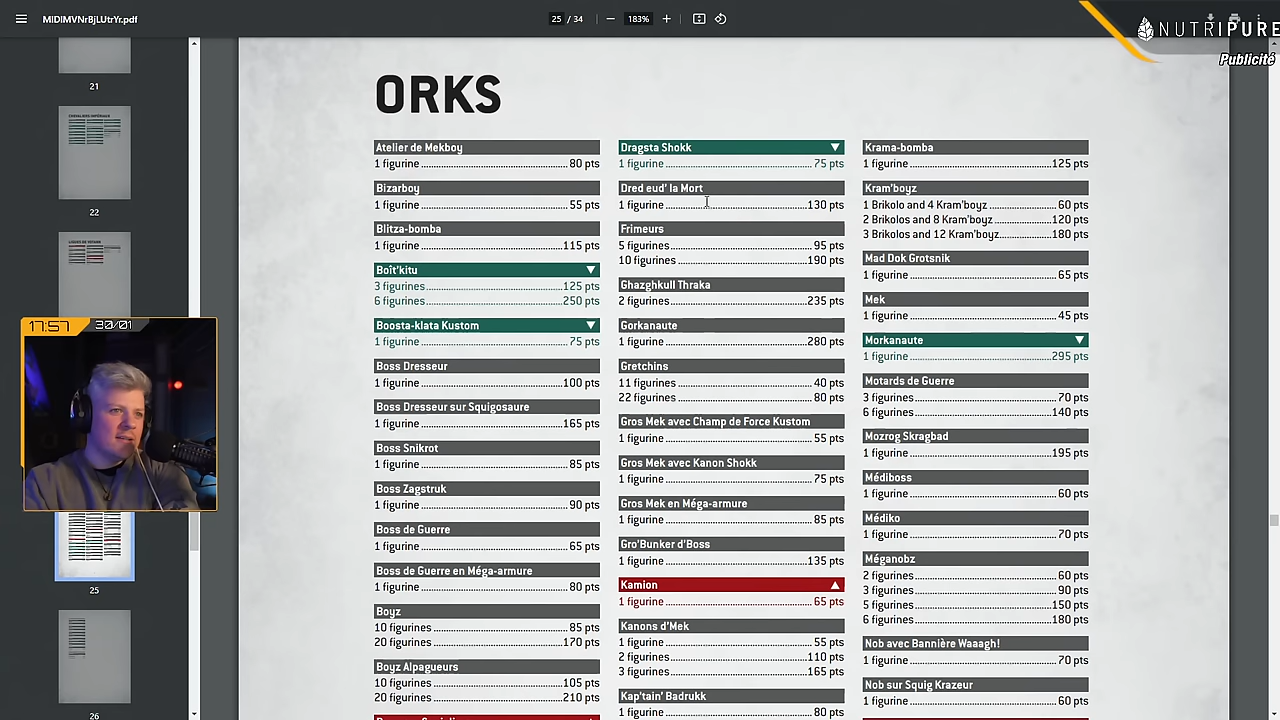 MIDIMVNrBjLUtrYr.pdf
25 / 34
183%
NUTRIPURE
Publicité
21
22
25
26
17:57 30/01
ORKS
Atelier de Mekboy
1 figurine 80 pts
Bizarboy
1 figurine 55 pts
Blitza-bomba
1 figurine 115 pts
Boît'kitu ▼
3 figurines 125 pts
6 figurines 250 pts
Boosta-klata Kustom ▼
1 figurine 75 pts
Boss Dresseur
1 figurine 100 pts
Boss Dresseur sur Squigosaure
1 figurine 165 pts
Boss Snikrot
1 figurine 85 pts
Boss Zagstruk
1 figurine 90 pts
Boss de Guerre
1 figurine 65 pts
Boss de Guerre en Méga-armure
1 figurine 80 pts
Boyz
10 figurines 85 pts
20 figurines 170 pts
Boyz Alpagueurs
10 figurines 105 pts
20 figurines 210 pts
Dragsta Shokk ▼
1 figurine 75 pts
Dred eud' la Mort
1 figurine 130 pts
Frimeurs
5 figurines 95 pts
10 figurines 190 pts
Ghazghkull Thraka
2 figurines 235 pts
Gorkanaute
1 figurine 280 pts
Gretchins
11 figurines 40 pts
22 figurines 80 pts
Gros Mek avec Champ de Force Kustom
1 figurine 55 pts
Gros Mek avec Kanon Shokk
1 figurine 75 pts
Gros Mek en Méga-armure
1 figurine 85 pts
Gro'Bunker d'Boss
1 figurine 135 pts
Kamion ▲
1 figurine 65 pts
Kanons d'Mek
1 figurine 55 pts
2 figurines 110 pts
3 figurines 165 pts
Kap'tain' Badrukk
1 figurine 80 pts
Krama-bomba
1 figurine 125 pts
Kram'boyz
1 Brikolo and 4 Kram'boyz 60 pts
2 Brikolos and 8 Kram'boyz 120 pts
3 Brikolos and 12 Kram'boyz 180 pts
Mad Dok Grotsnik
1 figurine 65 pts
Mek
1 figurine 45 pts
Morkanaute ▼
1 figurine 295 pts
Motards de Guerre
3 figurines 70 pts
6 figurines 140 pts
Mozrog Skragbad
1 figurine 195 pts
Médiboss
1 figurine 60 pts
Médiko
1 figurine 70 pts
Méganobz
2 figurines 60 pts
3 figurines 90 pts
5 figurines 150 pts
6 figurines 180 pts
Nob avec Bannière Waaagh!
1 figurine 70 pts
Nob sur Squig Krazeur
1 figurine 60 pts